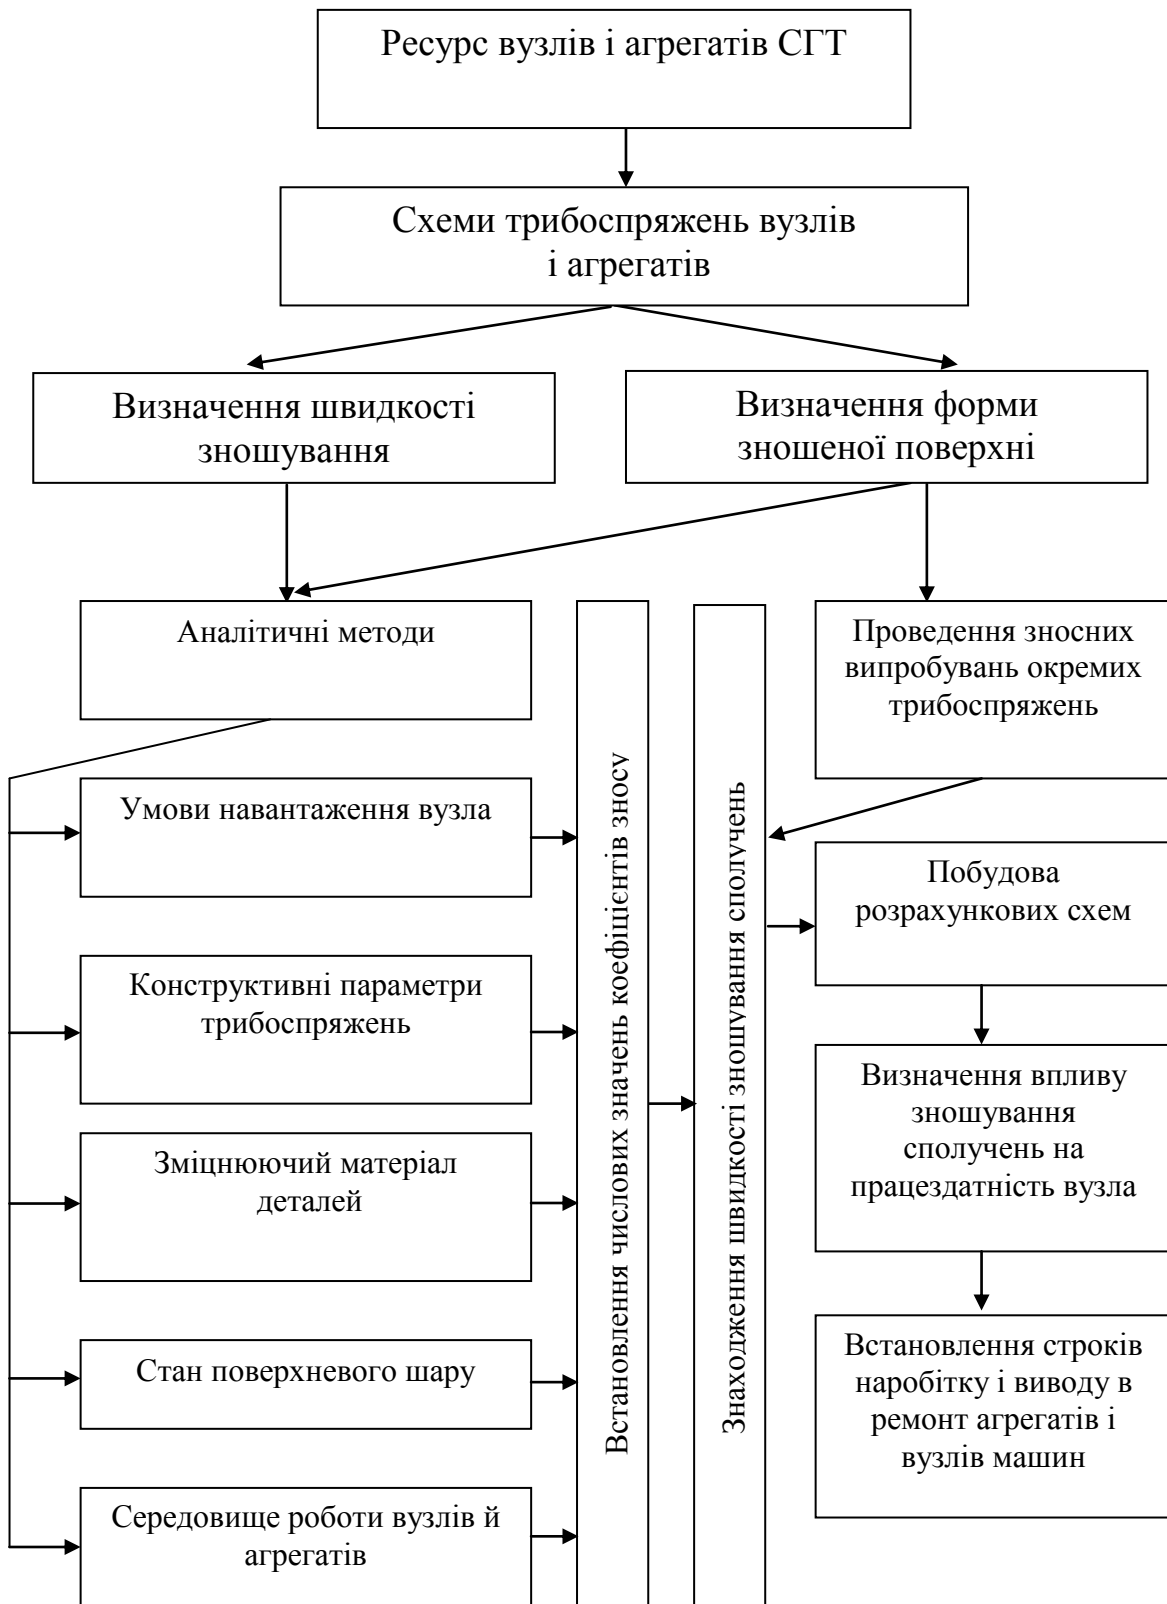 Ресурс вузлів і агрегатів СГТ
Схеми трибоспряжень вузлів
і агрегатів
Визначення швидкості
зношування
Визначення форми
зношеної поверхні
Аналітичні методи
Проведення зносних
випробувань окремих
трибоспряжень
Умови навантаження вузла
Конструктивні параметри
трибоспряжень
Зміцнюючий матеріал
деталей
Стан поверхневого шару
Середовище роботи вузлів й
агрегатів
Встановлення числових значень коефіцієнтів зносу
Знаходження швидкості зношування сполучень
Побудова
розрахункових схем
Визначення впливу
зношування
сполучень на
працездатність вузла
Встановлення строків
наробітку і виводу в
ремонт агрегатів і
вузлів машин